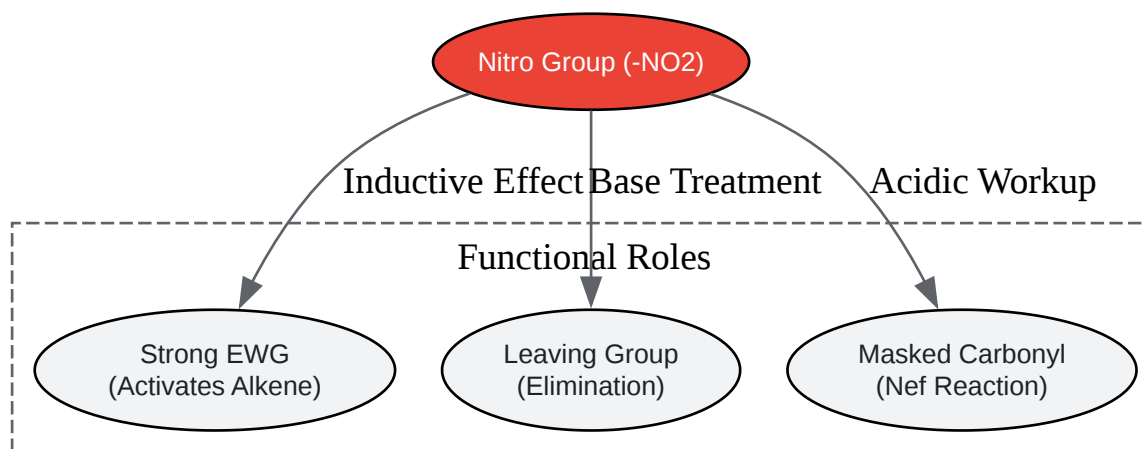 Nitro Group (-NO2)
Inductive Effect
Base Treatment
Acidic Workup
Functional Roles
Strong EWG
(Activates Alkene)
Leaving Group
(Elimination)
Masked Carbonyl
(Nef Reaction)